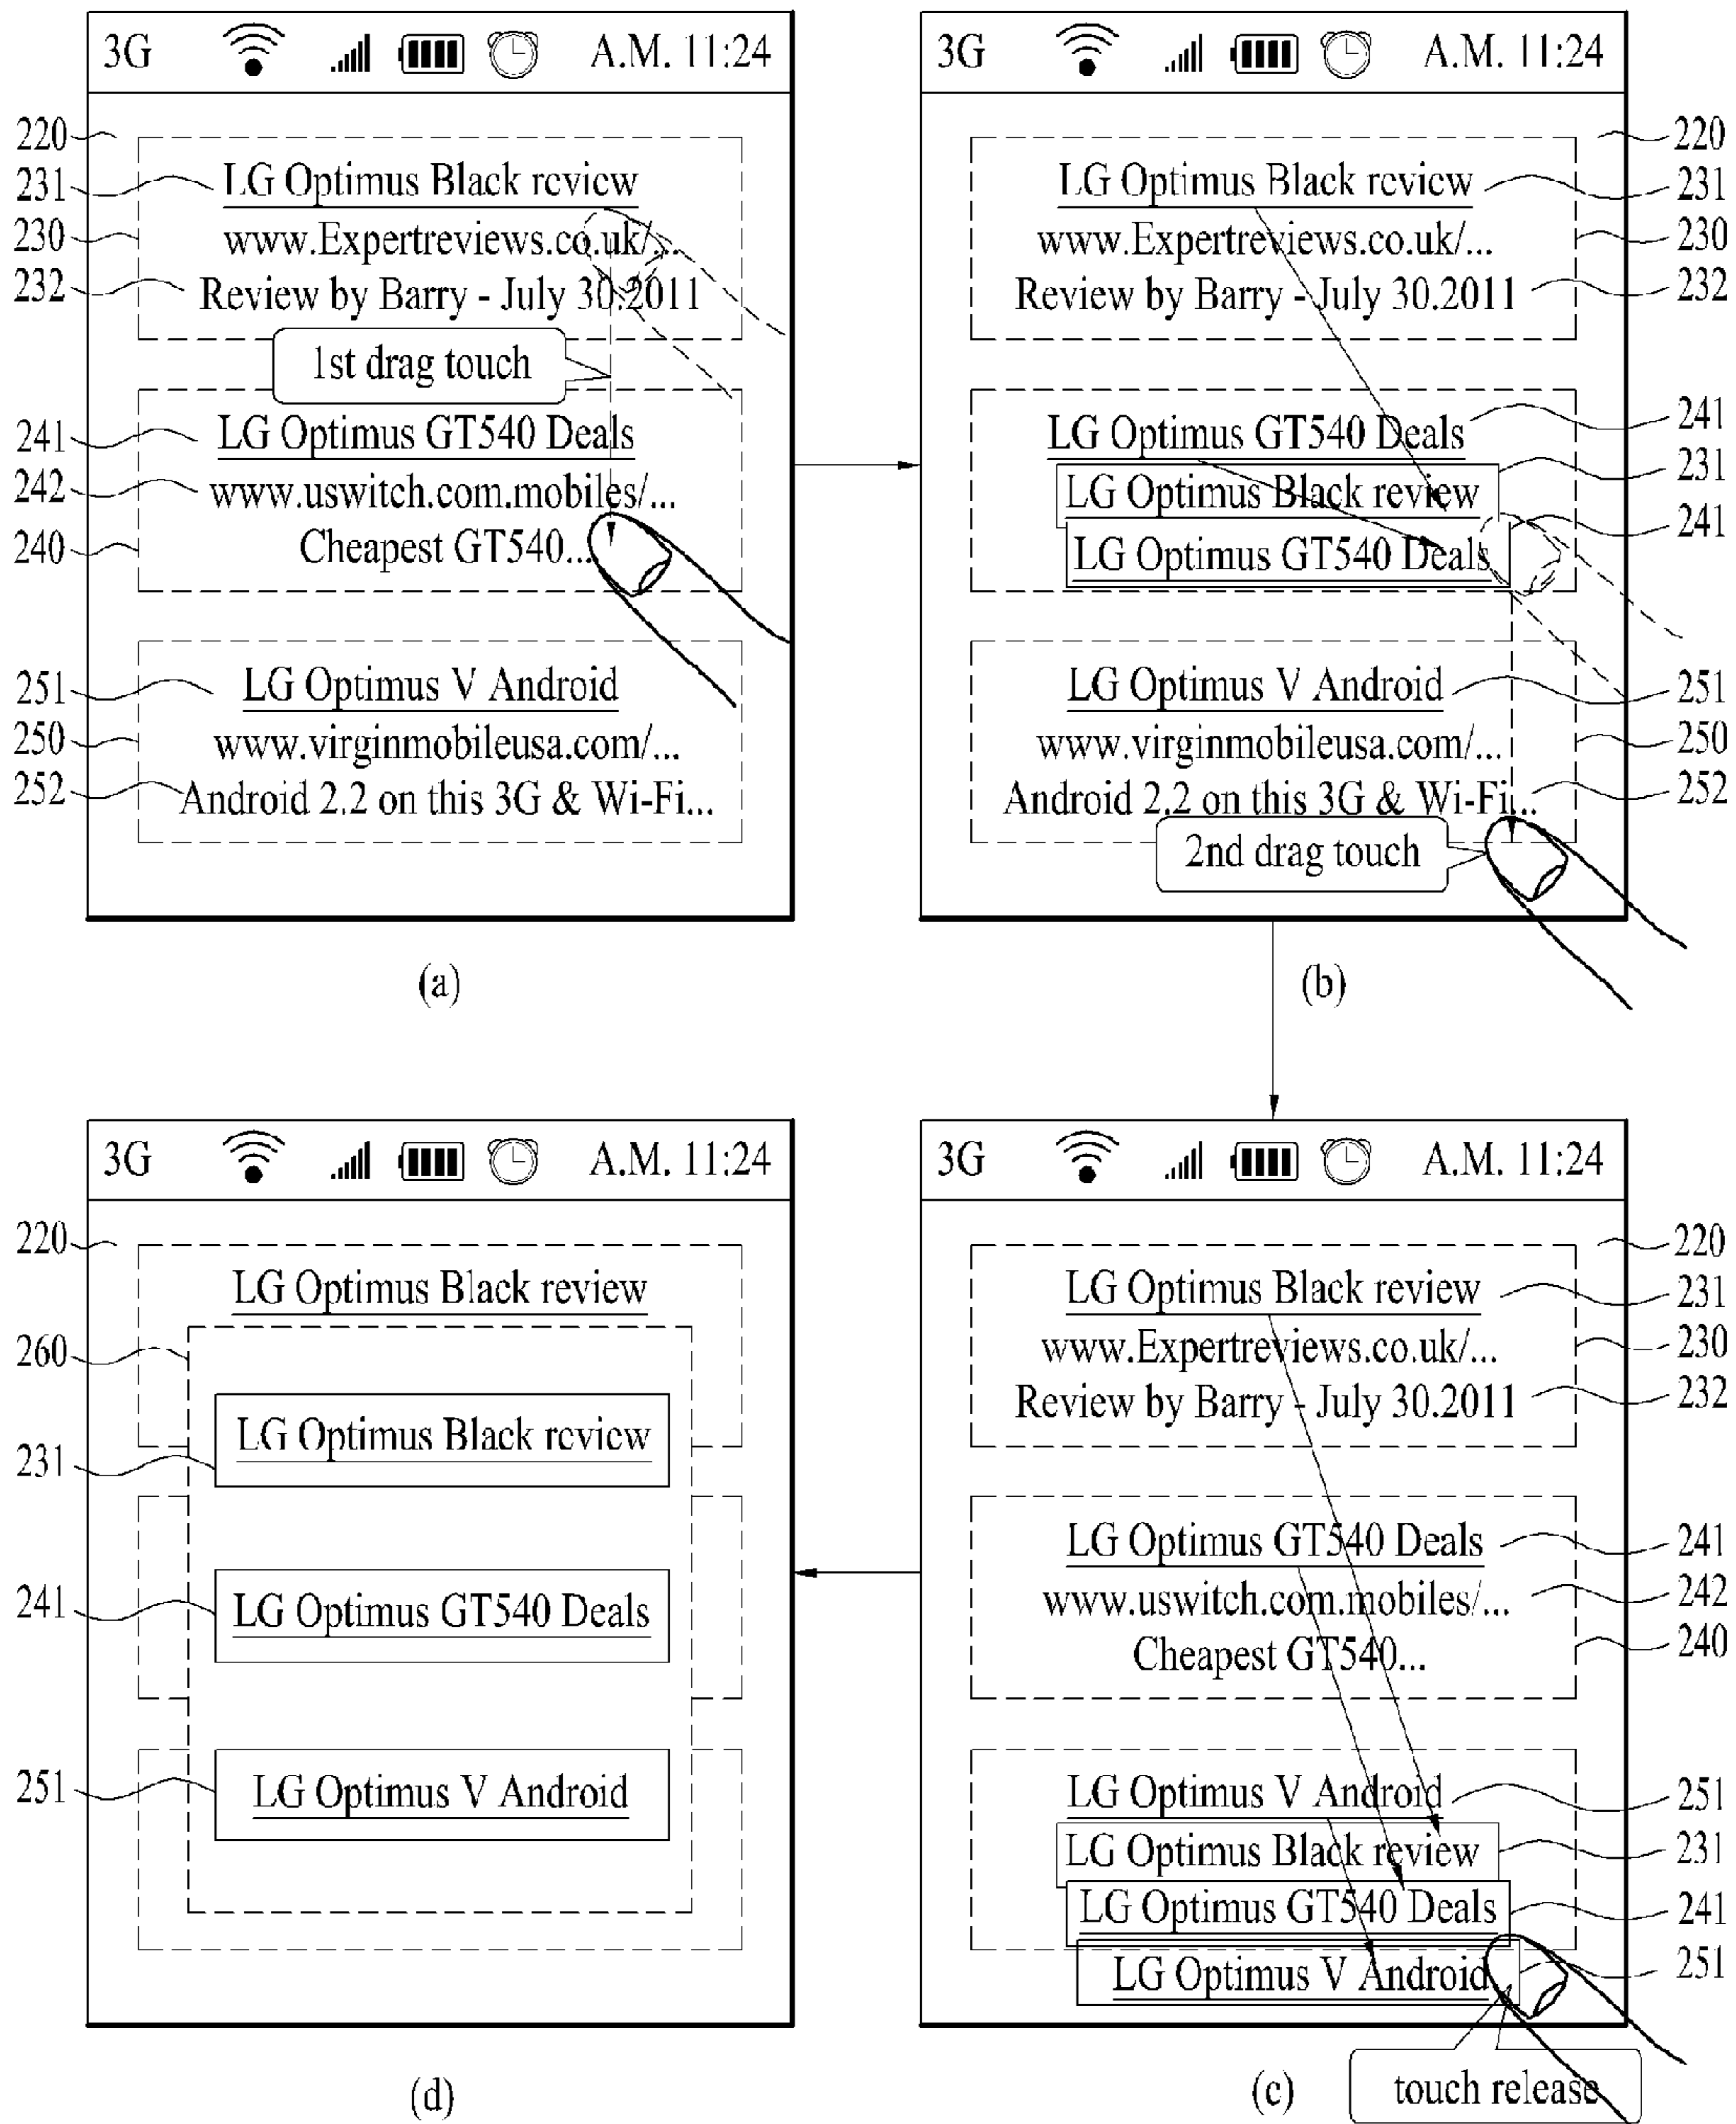 3G A.M. 11:24
220
231 LG Optimus Black review
230 www.Expertreviews.co.uk/...
232 Review by Barry - July 30.2011
1st drag touch
241 LG Optimus GT540 Deals
242 www.uswitch.com.mobiles/...
240 Cheapest GT540...
251 LG Optimus V Android
250 www.virginmobileusa.com/...
252 Android 2.2 on this 3G & Wi-Fi...
(a)
3G A.M. 11:24
220
LG Optimus Black review 231
www.Expertreviews.co.uk/... 230
Review by Barry - July 30.2011 232
LG Optimus GT540 Deals 241
LG Optimus Black review 231
LG Optimus GT540 Deals 241
LG Optimus V Android 251
www.virginmobileusa.com/... 250
Android 2.2 on this 3G & Wi-Fi... 252
2nd drag touch
(b)
3G A.M. 11:24
220
LG Optimus Black review
260
LG Optimus Black review
231
241 LG Optimus GT540 Deals
251 LG Optimus V Android
(d)
3G A.M. 11:24
220
LG Optimus Black review 231
www.Expertreviews.co.uk/... 230
Review by Barry - July 30.2011 232
LG Optimus GT540 Deals 241
www.uswitch.com.mobiles/... 242
Cheapest GT540... 240
LG Optimus V Android 251
LG Optimus Black review 231
LG Optimus GT540 Deals 241
LG Optimus V Android 251
touch release
(c)